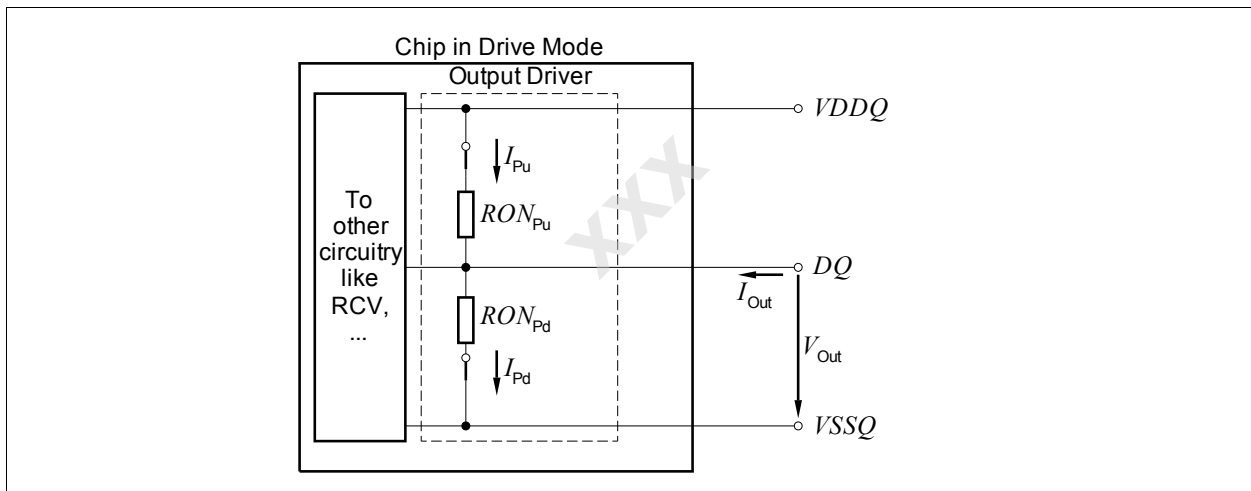 Chip in Drive Mode
Output Driver
To
other
circuitry
like
RCV,
...
VDDQ
IPu
RONPu
XXX
DQ
IOut
RONPd
VOut
IPd
VSSQ